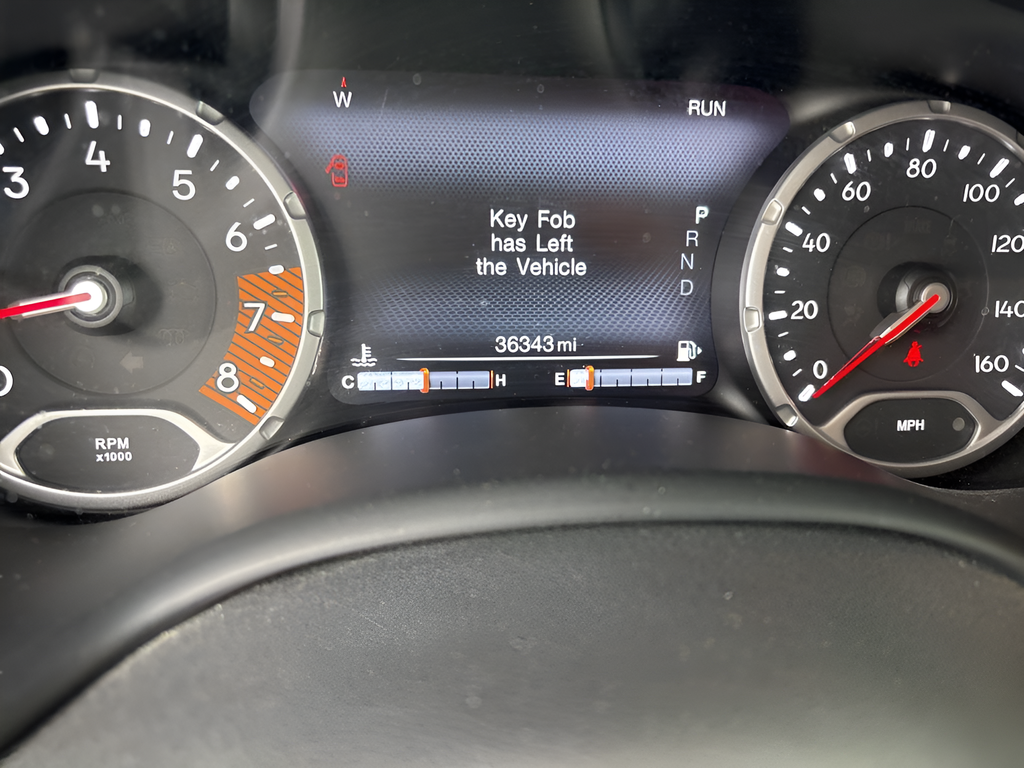 W
RUN
3
4
5
6
7
8
0
RPM
x1000
Key Fob
has Left
the Vehicle
P
R
N
D
36343 mi
C H
E F
0
20
40
60
80
100
120
140
160
MPH